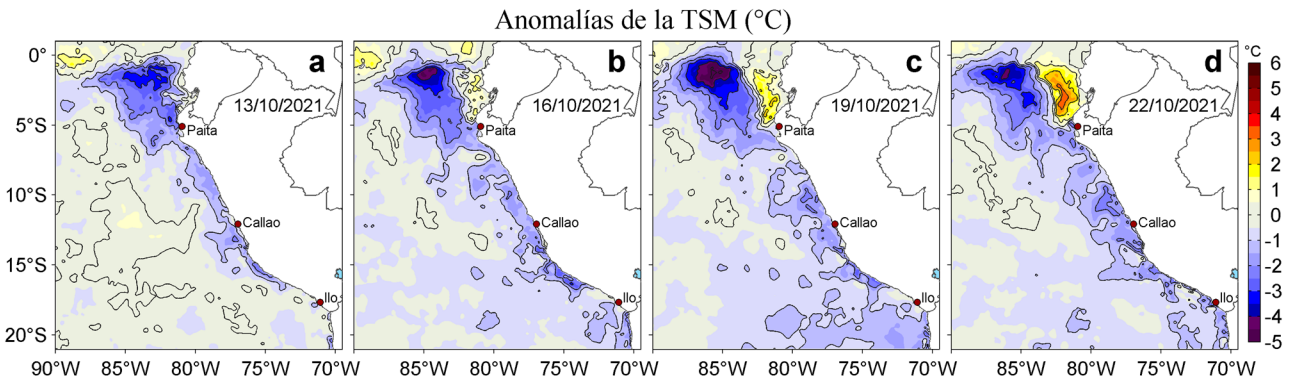 Anomalías de la TSM (°C)
a
b
c
d
13/10/2021
16/10/2021
19/10/2021
22/10/2021
Paita
Paita
Paita
Paita
Callao
Callao
Callao
Callao
Ilo
Ilo
Ilo
Ilo
0°
5°S
10°S
15°S
20°S
90°W 85°W 80°W 75°W 70°W
85°W 80°W 75°W 70°W
85°W 80°W 75°W 70°W
85°W 80°W 75°W 70°W
°C
6
5
4
3
2
1
0
-1
-2
-3
-4
-5